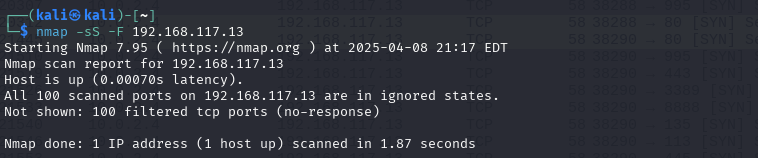 ┌──(kali㉿kali)-[~]
└─$ nmap -sS -F 192.168.117.13
Starting Nmap 7.95 ( https://nmap.org ) at 2025-04-08 21:17 EDT
Nmap scan report for 192.168.117.13
Host is up (0.00070s latency).
All 100 scanned ports on 192.168.117.13 are in ignored states.
Not shown: 100 filtered tcp ports (no-response)
Nmap done: 1 IP address (1 host up) scanned in 1.87 seconds